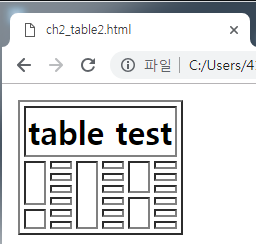 ch2_table2.html
파일 C:/Users/4
table test